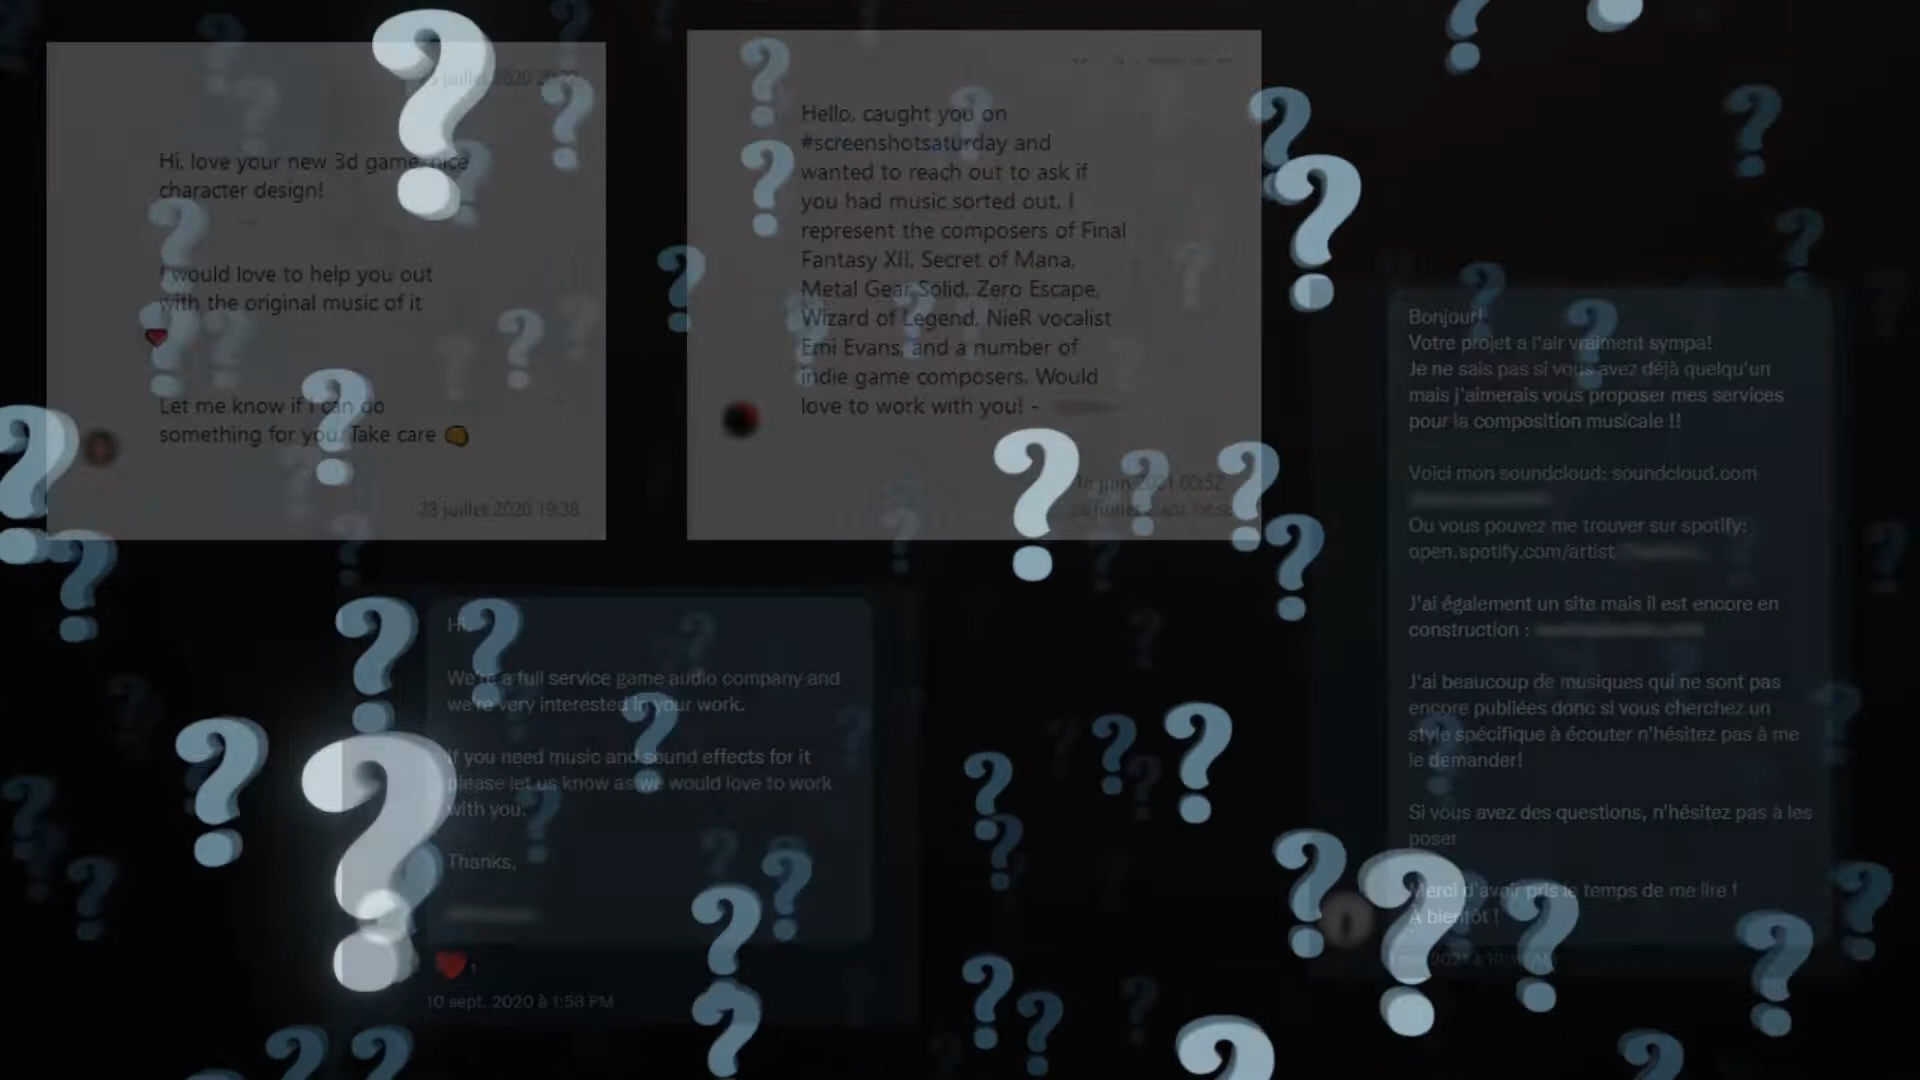 juillet 2020
Hi, love your new 3d game, nice
character design!
I would love to help you out
with the original music of it
Let me know if I can do
something for you. Take care
23 juillet 2020 19:38
Hello, caught you on
#screenshotsaturday and
wanted to reach out to ask if
you had music sorted out. I
represent the composers of Final
Fantasy XII, Secret of Mana,
Metal Gear Solid, Zero Escape,
Wizard of Legend, NieR vocalist
Emi Evans, and a number of
indie game composers. Would
love to work with you! -
juin 2021 00:52
Hi,
We're a full service game audio company and
we're very interested in your work.
If you need music and sound effects for it
please let us know as we would love to work
with you.
Thanks,
1
10 sept. 2020 à 1:58 PM
Bonjour!
Votre projet a l'air vraiment sympa!
Je ne sais pas si vous avez déjà quelqu'un
mais j'aimerais vous proposer mes services
pour la composition musicale !!
Voici mon soundcloud: soundcloud.com
Ou vous pouvez me trouver sur spotify:
open.spotify.com/artist
J'ai également un site mais il est encore en
construction :
J'ai beaucoup de musiques qui ne sont pas
encore publiées donc si vous cherchez un
style spécifique à écouter n'hésitez pas à me
le demander!
Si vous avez des questions, n'hésitez pas à les
poser
Merci d'avoir pris le temps de me lire !
À bientôt !